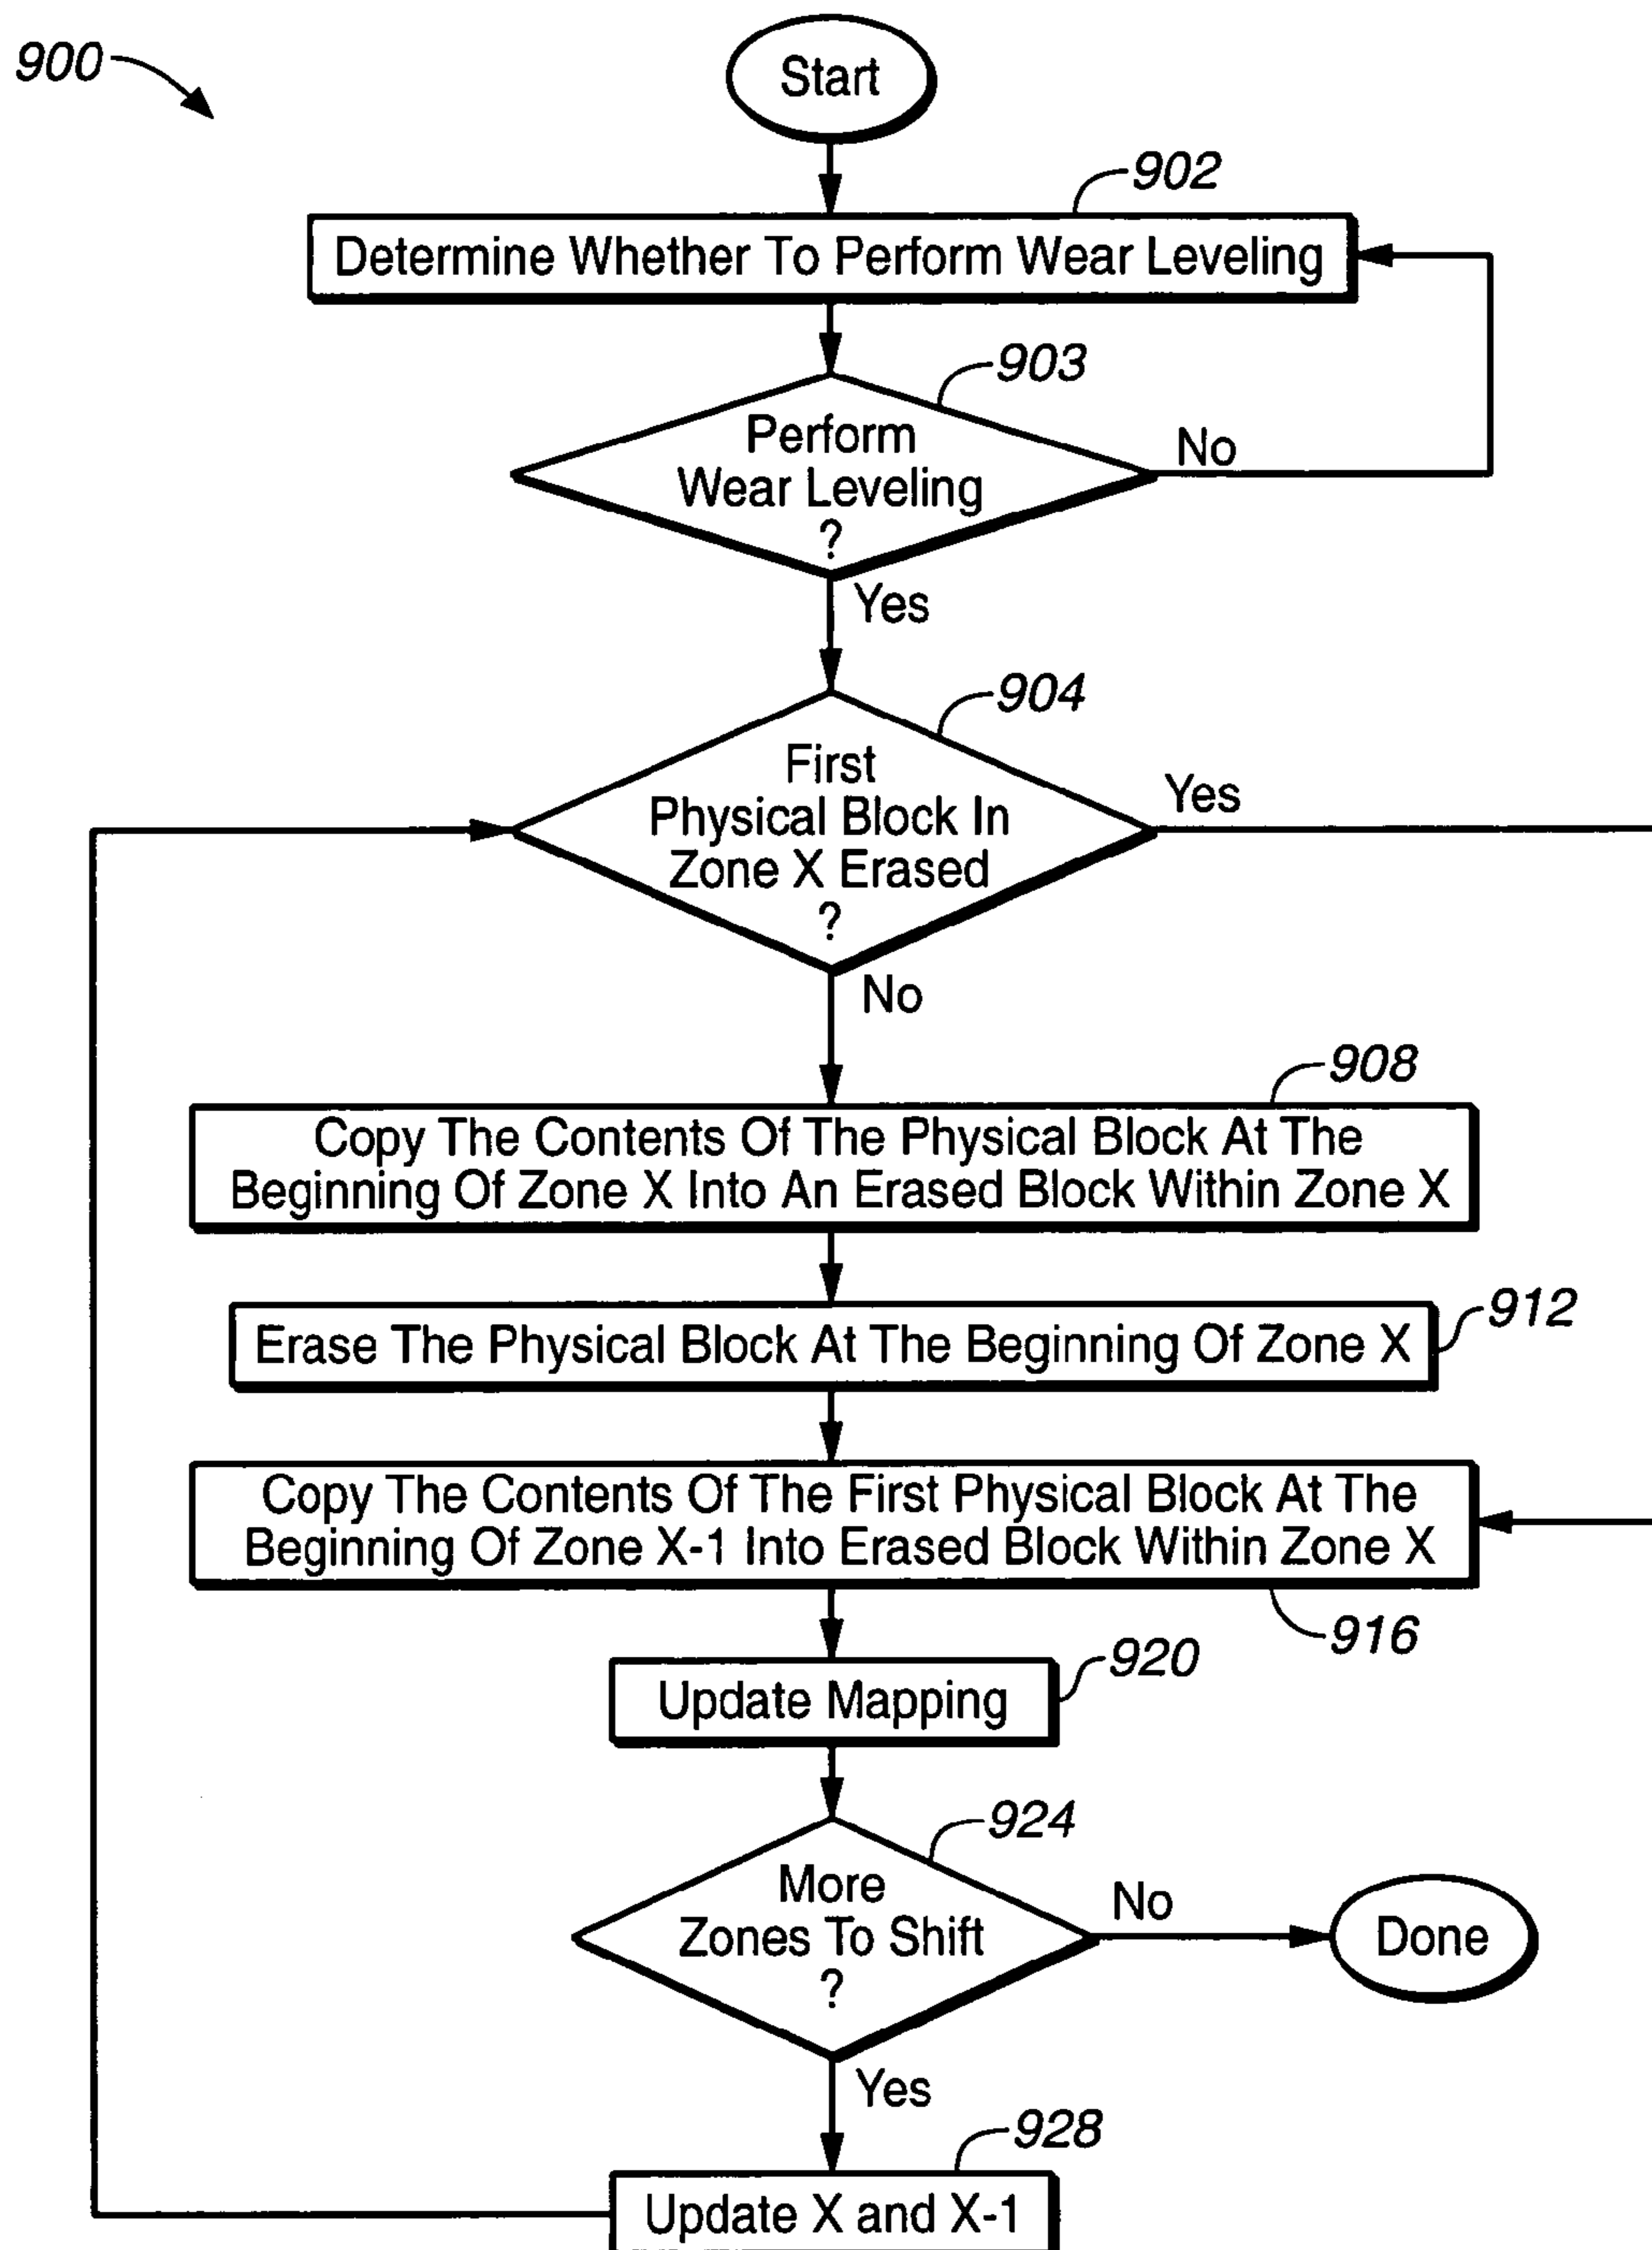 900
Start
902
Determine Whether To Perform Wear Leveling
903
Perform
Wear Leveling
?
No
Yes
904
First
Physical Block In
Zone X Erased
?
Yes
No
908
Copy The Contents Of The Physical Block At The
Beginning Of Zone X Into An Erased Block Within Zone X
912
Erase The Physical Block At The Beginning Of Zone X
Copy The Contents Of The First Physical Block At The
Beginning Of Zone X-1 Into Erased Block Within Zone X
916
920
Update Mapping
924
More
Zones To Shift
?
No
Done
Yes
928
Update X and X-1